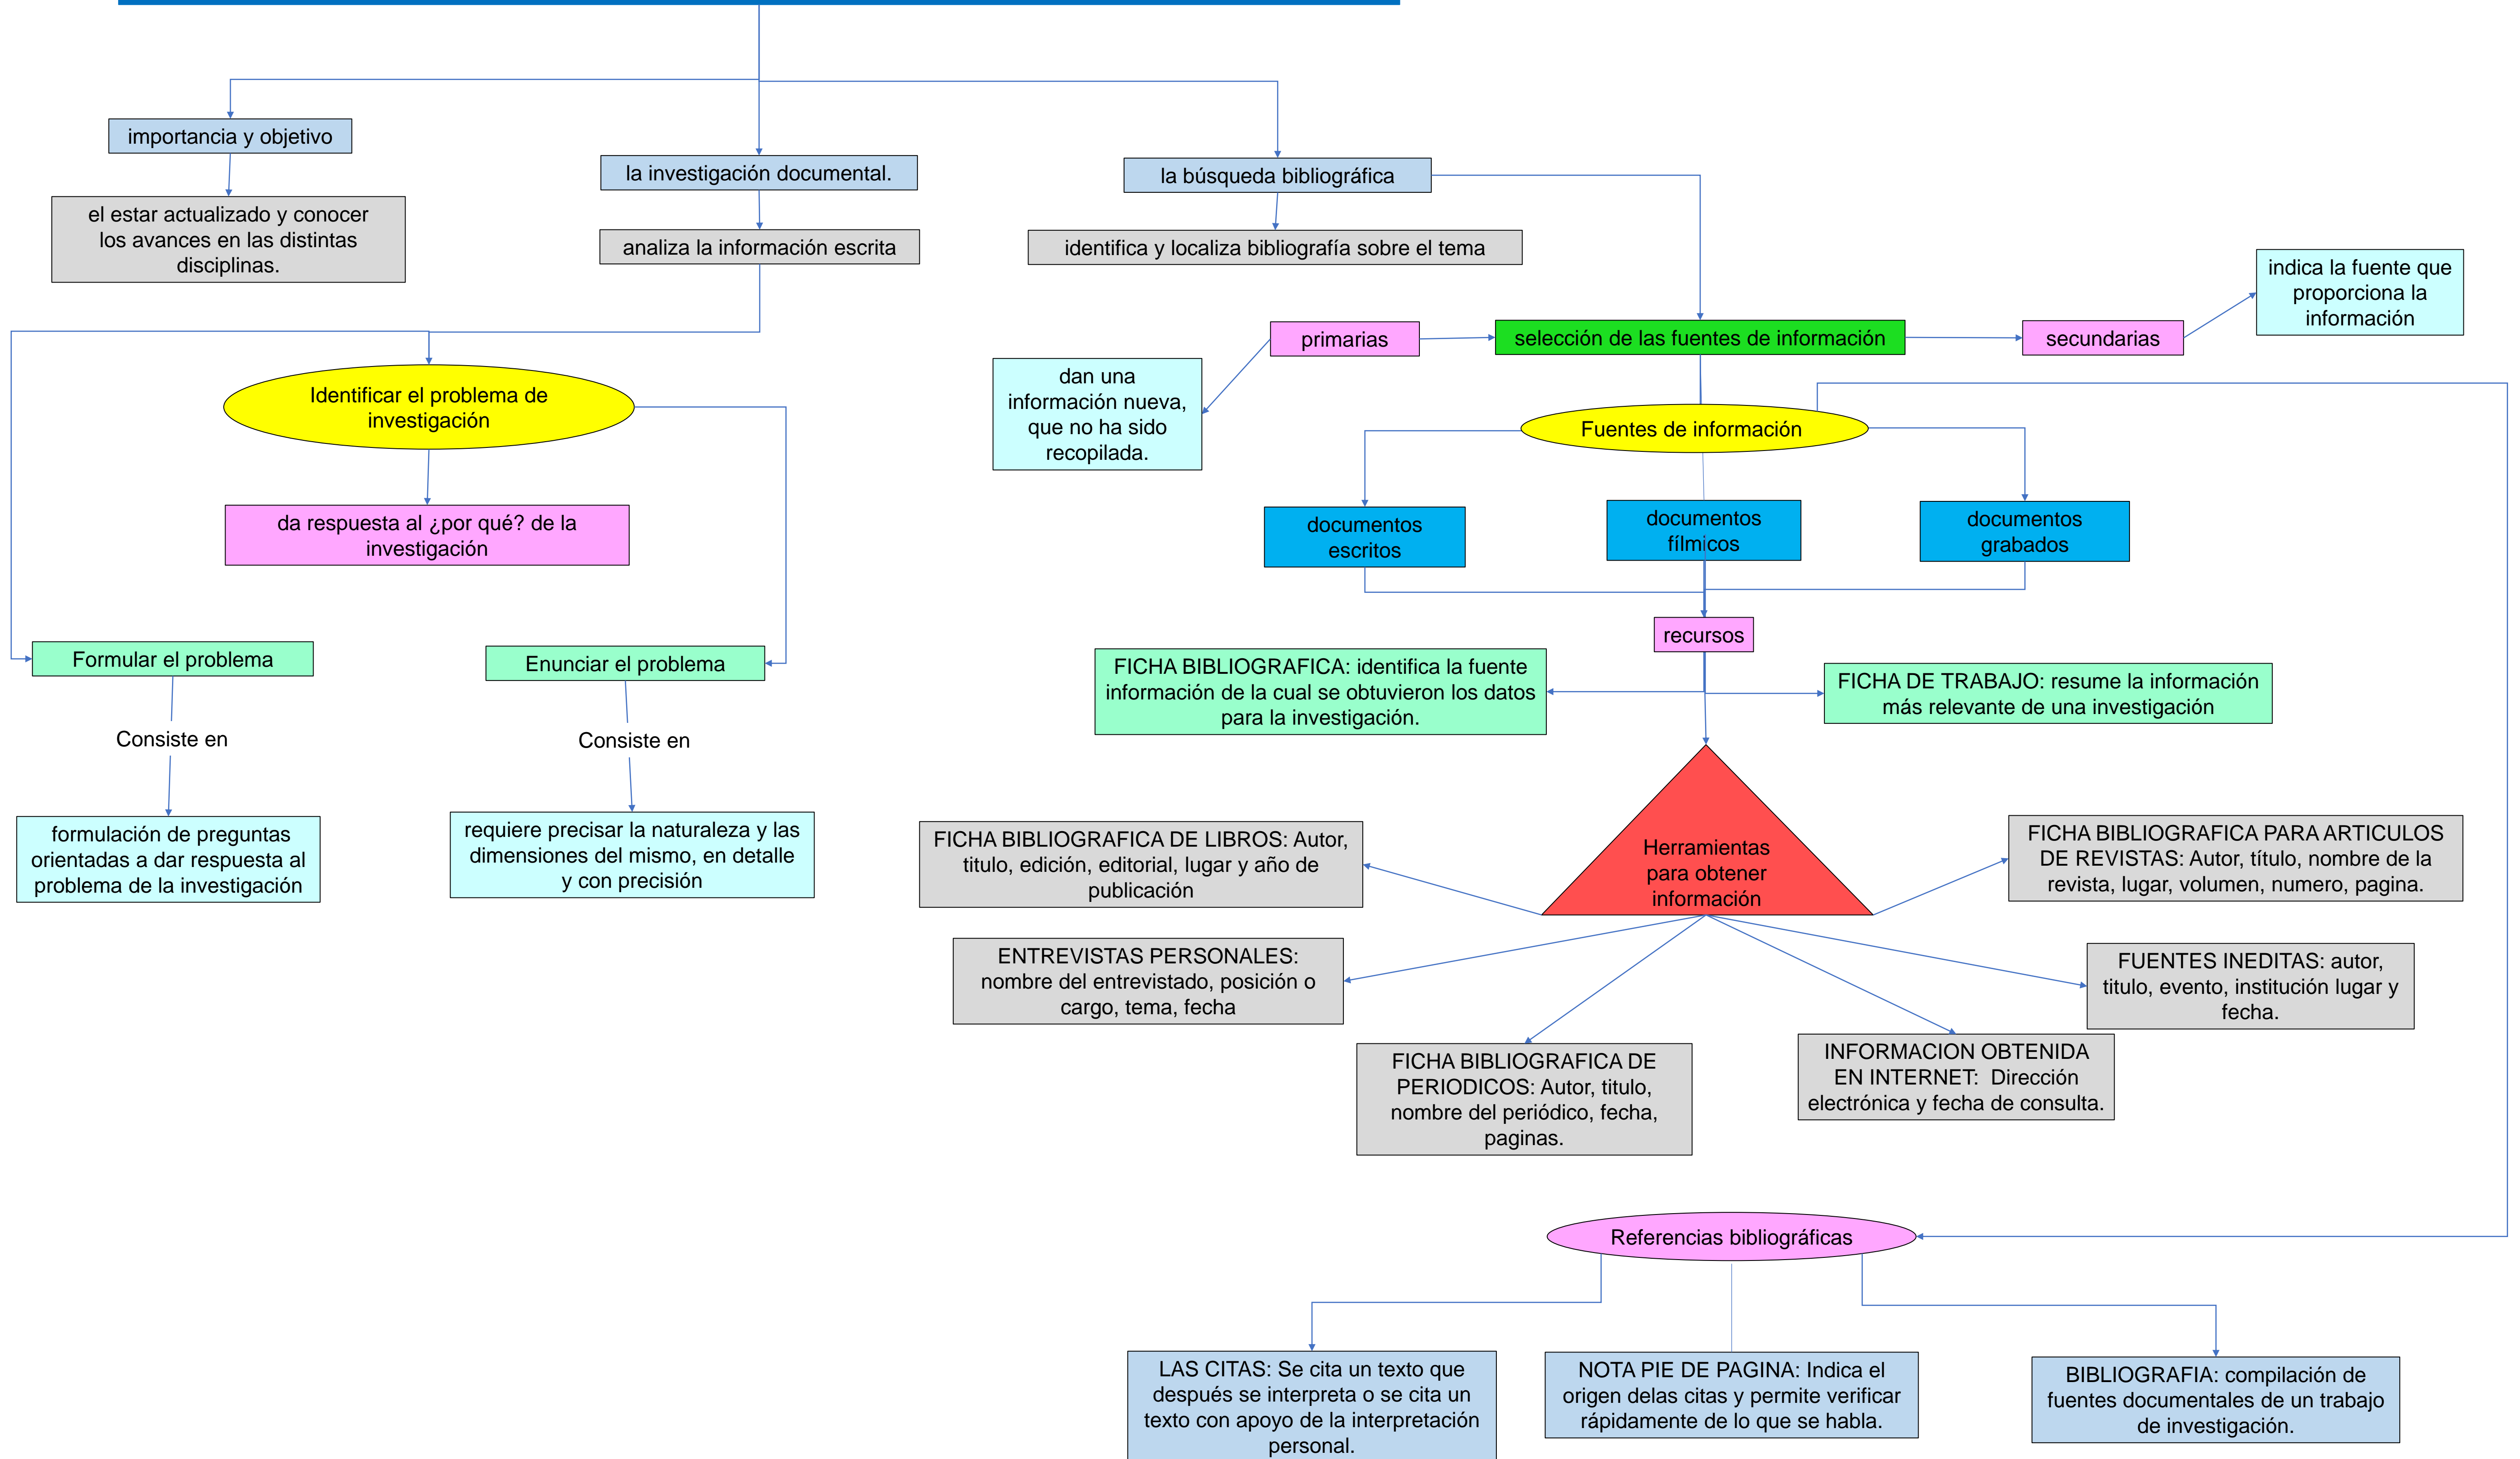 importancia y objetivo
el estar actualizado y conocer
los avances en las distintas
disciplinas.
la investigación documental.
analiza la información escrita
la búsqueda bibliográfica
identifica y localiza bibliografía sobre el tema
indica la fuente que
proporciona la
información
primarias
selección de las fuentes de información
secundarias
dan una
información nueva,
que no ha sido
recopilada.
Identificar el problema de
investigación
Fuentes de información
da respuesta al ¿por qué? de la
investigación
documentos
escritos
documentos
fílmicos
documentos
grabados
recursos
Formular el problema
Enunciar el problema
FICHA BIBLIOGRAFICA: identifica la fuente
información de la cual se obtuvieron los datos
para la investigación.
FICHA DE TRABAJO: resume la información
más relevante de una investigación
Consiste en
Consiste en
formulación de preguntas
orientadas a dar respuesta al
problema de la investigación
requiere precisar la naturaleza y las
dimensiones del mismo, en detalle
y con precisión
FICHA BIBLIOGRAFICA DE LIBROS: Autor,
titulo, edición, editorial, lugar y año de
publicación
Herramientas
para obtener
información
FICHA BIBLIOGRAFICA PARA ARTICULOS
DE REVISTAS: Autor, título, nombre de la
revista, lugar, volumen, numero, pagina.
ENTREVISTAS PERSONALES:
nombre del entrevistado, posición o
cargo, tema, fecha
FUENTES INEDITAS: autor,
titulo, evento, institución lugar y
fecha.
FICHA BIBLIOGRAFICA DE
PERIODICOS: Autor, titulo,
nombre del periódico, fecha,
paginas.
INFORMACION OBTENIDA
EN INTERNET:  Dirección
electrónica y fecha de consulta.
Referencias bibliográficas
LAS CITAS: Se cita un texto que
después se interpreta o se cita un
texto con apoyo de la interpretación
personal.
NOTA PIE DE PAGINA: Indica el
origen delas citas y permite verificar
rápidamente de lo que se habla.
BIBLIOGRAFIA: compilación de
fuentes documentales de un trabajo
de investigación.